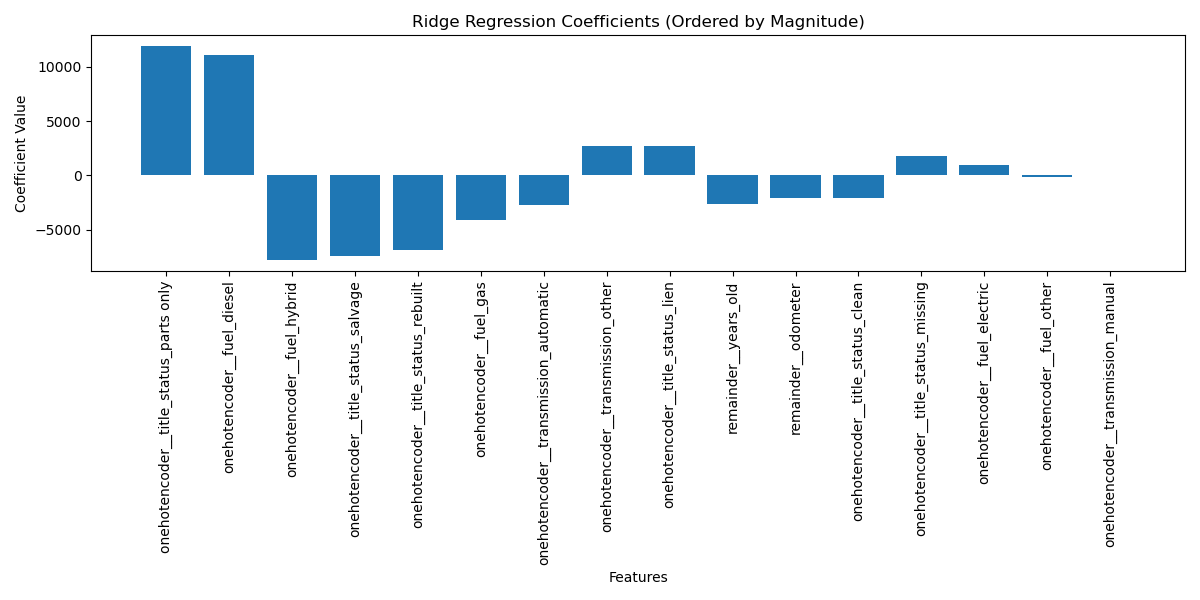 Ridge Regression Coefficients (Ordered by Magnitude)
10000
5000
0
−5000
Coefficient Value
onehotencoder__title_status_parts only
onehotencoder__fuel_diesel
onehotencoder__fuel_hybrid
onehotencoder__title_status_salvage
onehotencoder__title_status_rebuilt
onehotencoder__fuel_gas
onehotencoder__transmission_automatic
onehotencoder__transmission_other
onehotencoder__title_status_lien
remainder__years_old
remainder__odometer
onehotencoder__title_status_clean
onehotencoder__title_status_missing
onehotencoder__fuel_electric
onehotencoder__fuel_other
onehotencoder__transmission_manual
Features